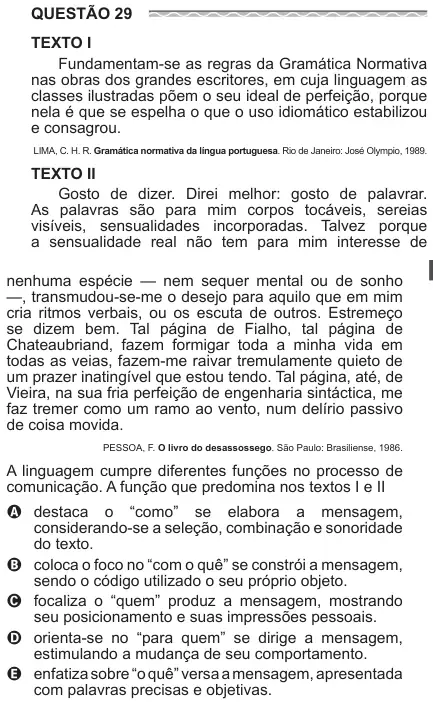 QUESTÃO 29
TEXTO I
Fundamentam-se as regras da Gramática Normativa
nas obras dos grandes escritores, em cuja linguagem as
classes ilustradas põem o seu ideal de perfeição, porque
nela é que se espelha o que o uso idiomático estabilizou
e consagrou.
LIMA, C. H. R. Gramática normativa da língua portuguesa. Rio de Janeiro: José Olympio, 1989.
TEXTO II
Gosto de dizer. Direi melhor: gosto de palavrar.
As palavras são para mim corpos tocáveis, sereias
visíveis, sensualidades incorporadas. Talvez porque
a sensualidade real não tem para mim interesse de
nenhuma espécie — nem sequer mental ou de sonho
—, transmudou-se-me o desejo para aquilo que em mim
cria ritmos verbais, ou os escuta de outros. Estremeço
se dizem bem. Tal página de Fialho, tal página de
Chateaubriand, fazem formigar toda a minha vida em
todas as veias, fazem-me raivar tremulamente quieto de
um prazer inatingível que estou tendo. Tal página, até, de
Vieira, na sua fria perfeição de engenharia sintáctica, me
faz tremer como um ramo ao vento, num delírio passivo
de coisa movida.
PESSOA, F. O livro do desassossego. São Paulo: Brasiliense, 1986.
A linguagem cumpre diferentes funções no processo de
comunicação. A função que predomina nos textos I e II
A destaca o “como” se elabora a mensagem,
considerando-se a seleção, combinação e sonoridade
do texto.
B coloca o foco no “com o quê” se constrói a mensagem,
sendo o código utilizado o seu próprio objeto.
C focaliza o “quem” produz a mensagem, mostrando
seu posicionamento e suas impressões pessoais.
D orienta-se no “para quem” se dirige a mensagem,
estimulando a mudança de seu comportamento.
E enfatiza sobre “o quê” versa a mensagem, apresentada
com palavras precisas e objetivas.